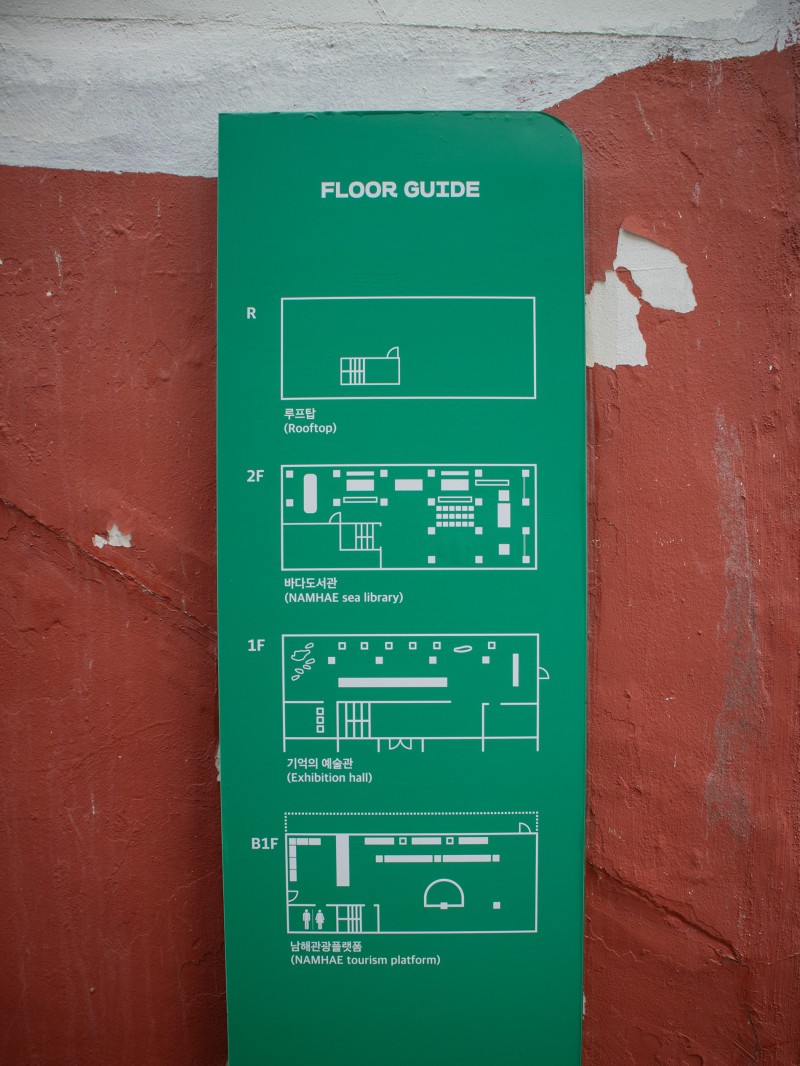 FLOOR GUIDE
R
루프탑
(Rooftop)
2F
바다도서관
(NAMHAE sea library)
1F
기억의 예술관
(Exhibition hall)
B1F
남해관광플랫폼
(NAMHAE tourism platform)